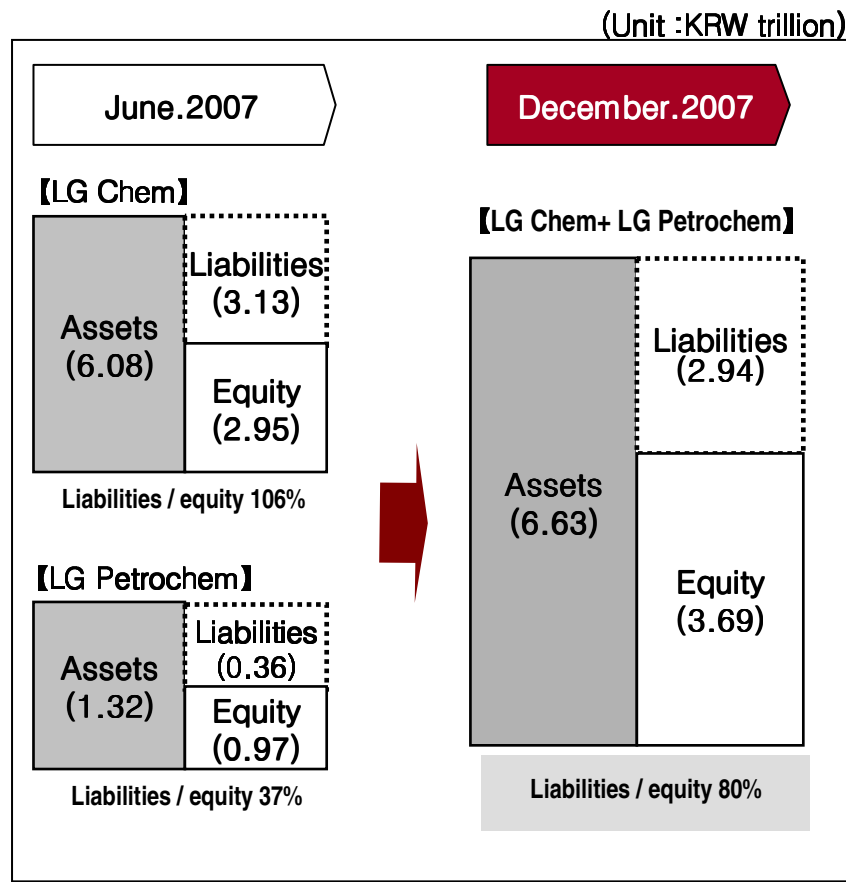 (Unit :KRW trillion)
June.2007
December.2007
【LG Chem】
Assets
(6.08)
Liabilities
(3.13)
Equity
(2.95)
Liabilities / equity 106%
【LG Petrochem】
Assets
(1.32)
Liabilities
(0.36)
Equity
(0.97)
Liabilities / equity 37%
【LG Chem+ LG Petrochem】
Assets
(6.63)
Liabilities
(2.94)
Equity
(3.69)
Liabilities / equity 80%